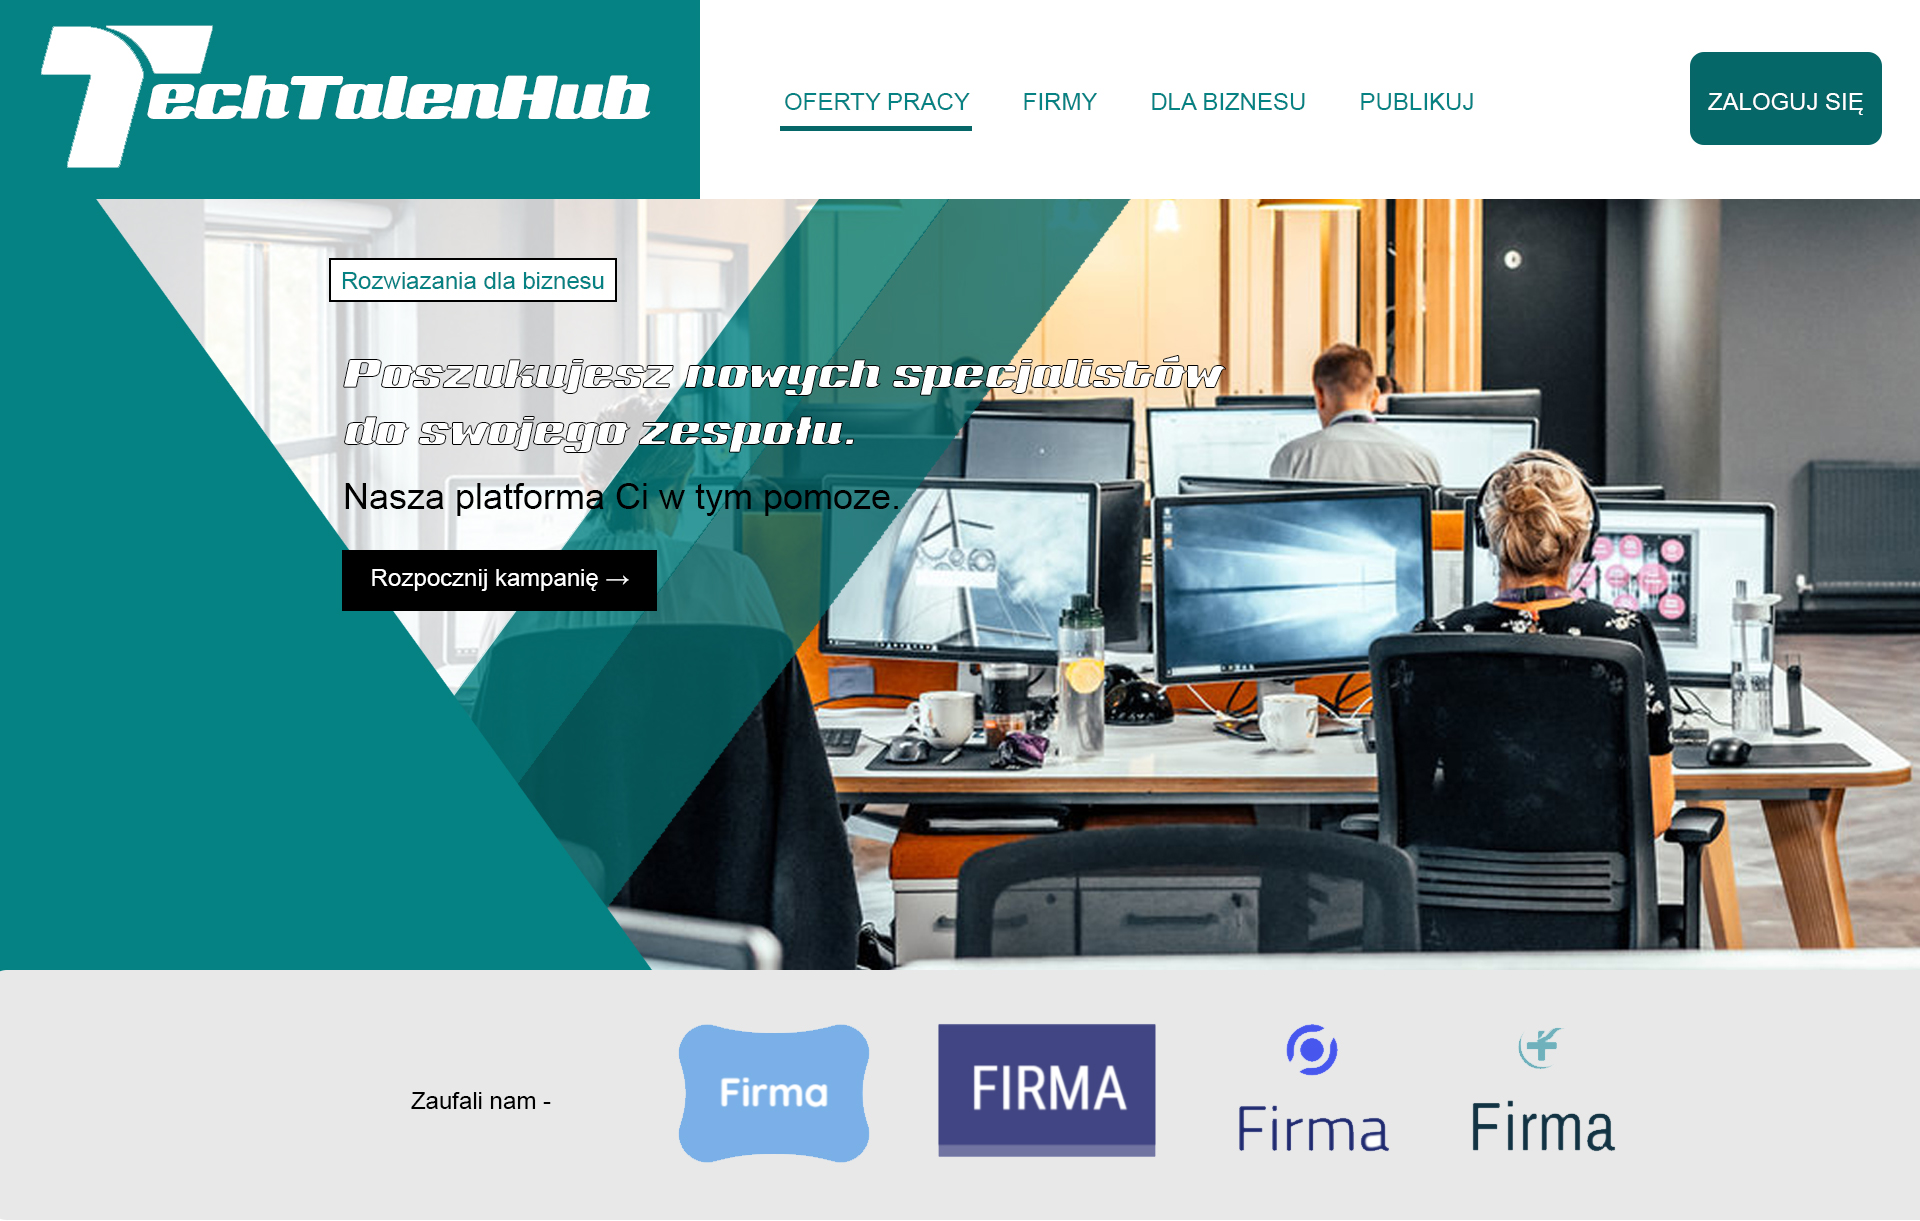 TechTalenHub
OFERTY PRACY FIRMY DLA BIZNESU PUBLIKUJ ZALOGUJ SIĘ
Rozwiazania dla biznesu
Poszukujesz nowych specjalistów
do swojego zespołu.
Nasza platforma Ci w tym pomoze.
Rozpocznij kampanię →
Zaufali nam -
Firma
FIRMA
Firma
Firma